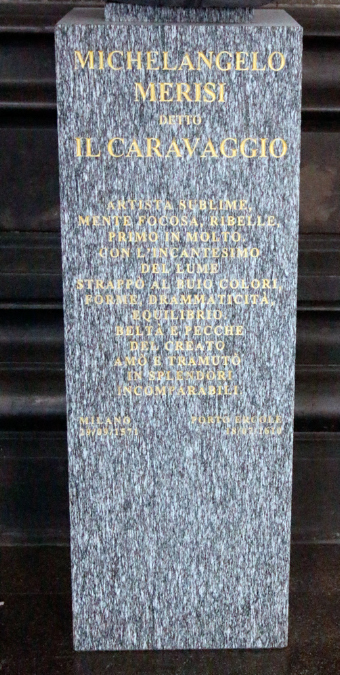 MICHELANGELO
MERISI
DETTO
IL CARAVAGGIO
ARTISTA SUBLIME,
MENTE FOCOSA, RIBELLE,
PRIMO IN MOLTO,
CON L'INCANTESIMO
DEL LUME
STRAPPÒ AL BUIO COLORI,
FORME, DRAMMATICITÀ,
EQUILIBRIO.
BELTÀ E PECCHE
DEL CREATO
AMÒ E TRAMUTÒ
IN SPLENDORI
INCOMPARABILI
MILANO PORTO ERCOLE